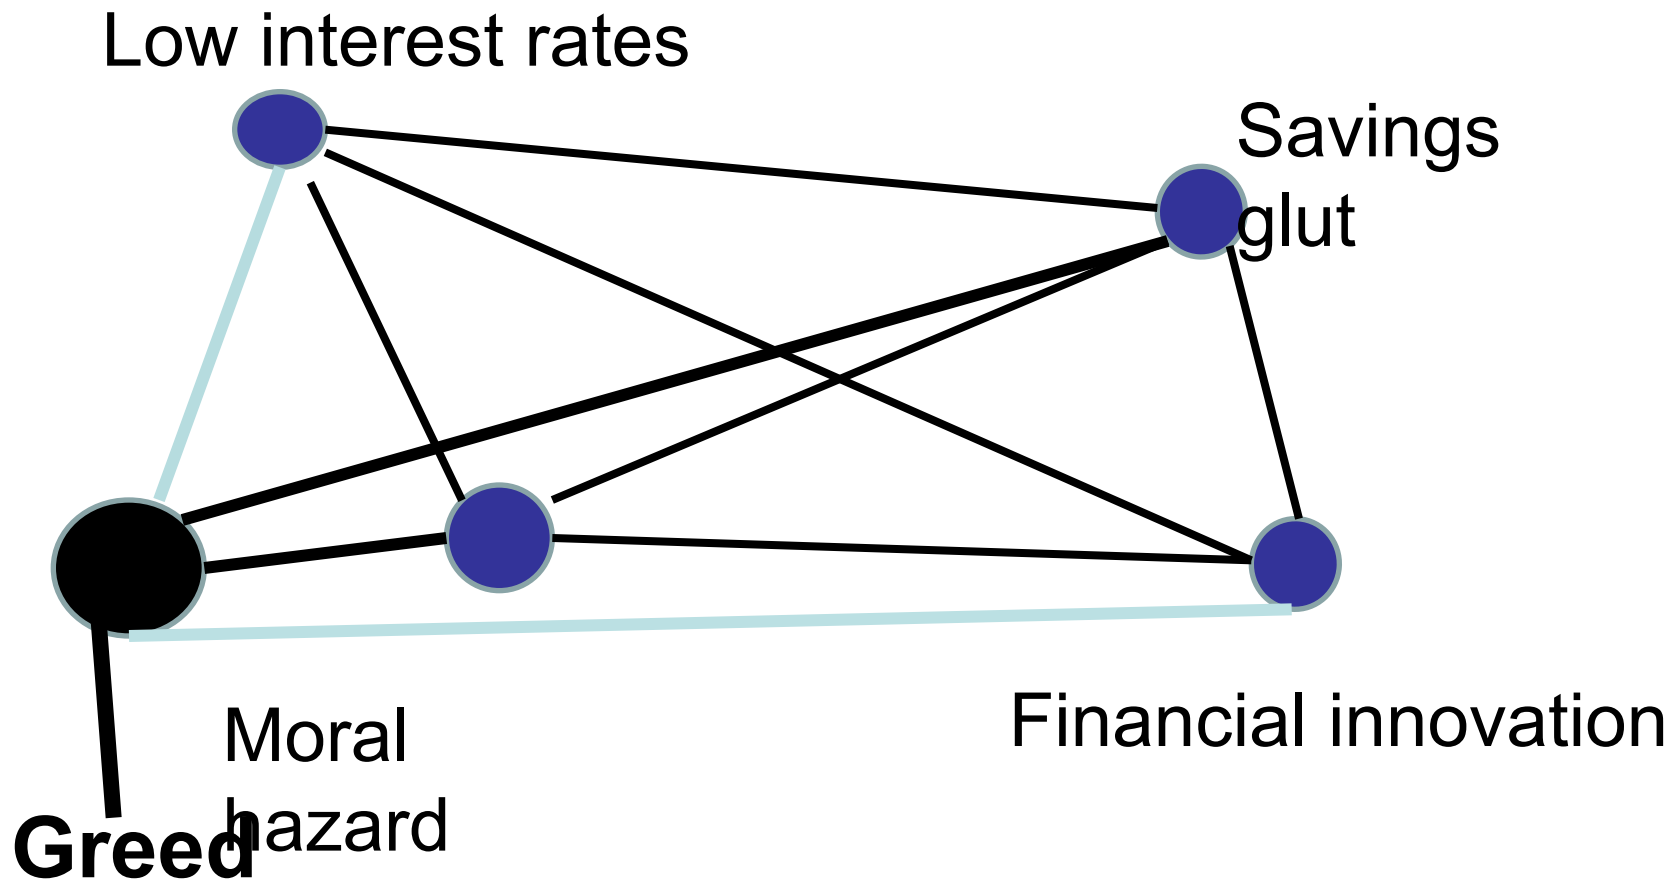 Low interest rates
Savings
glut
Financial innovation
Moral
hazard
Greed